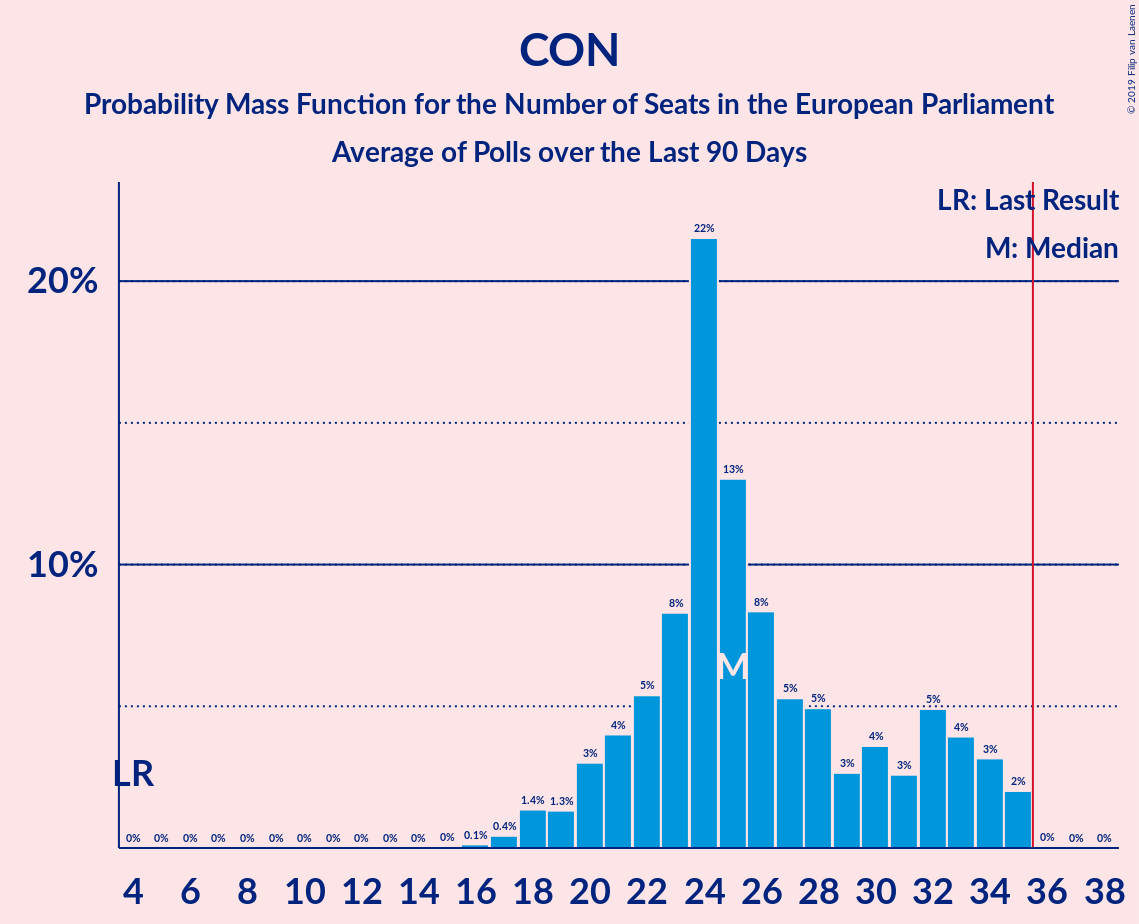 CON
Probability Mass Function for the Number of Seats in the European Parliament
Average of Polls over the Last 90 Days
© 2019 Filip van Laenen
LR: Last Result
M: Median
22%
20%
13%
10%
8%
8%
M
5%
5%
5%
5%
4%
4%
4%
3%
3%
3%
3%
2%
LR
1.4%
1.3%
0.4%
0.1%
0% 0% 0% 0% 0% 0% 0% 0% 0% 0% 0% 0% 0% 0% 0%
4 6 8 10 12 14 16 18 20 22 24 26 28 30 32 34 36 38